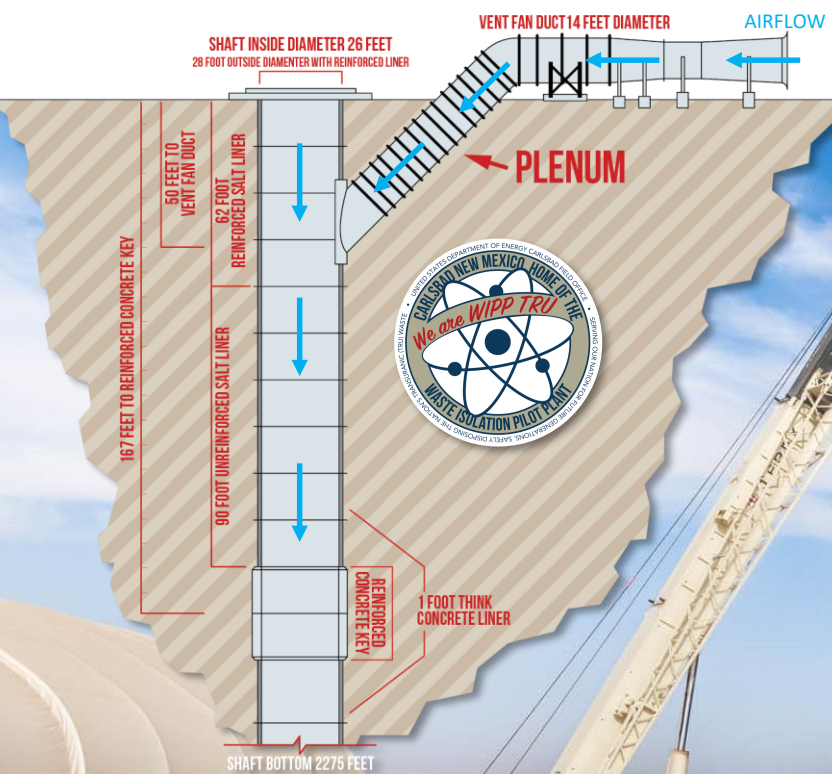 VENT FAN DUCT 14 FEET DIAMETER
AIRFLOW
SHAFT INSIDE DIAMETER 26 FEET
28 FOOT OUTSIDE DIAMENTER WITH REINFORCED LINER
50 FEET TO
VENT FAN DUCT
62 FOOT
REINFORCED SALT LINER
PLENUM
167 FEET TO REINFORCED CONCRETE KEY
90 FOOT UNREINFORCED SALT LINER
UNITED STATES DEPARTMENT OF ENERGY CARLSBAD FIELD OFFICE
CARLSBAD NEW MEXICO HOME OF THE
We are WIPP TRU
WASTE ISOLATION PILOT PLANT
SERVING OUR NATION FOR FUTURE GENERATIONS, SAFELY DISPOSING THE NATION'S TRANSURANIC (TRU) WASTE
REINFORCED
CONCRETE KEY
1 FOOT THINK
CONCRETE LINER
SHAFT BOTTOM 2275 FEET